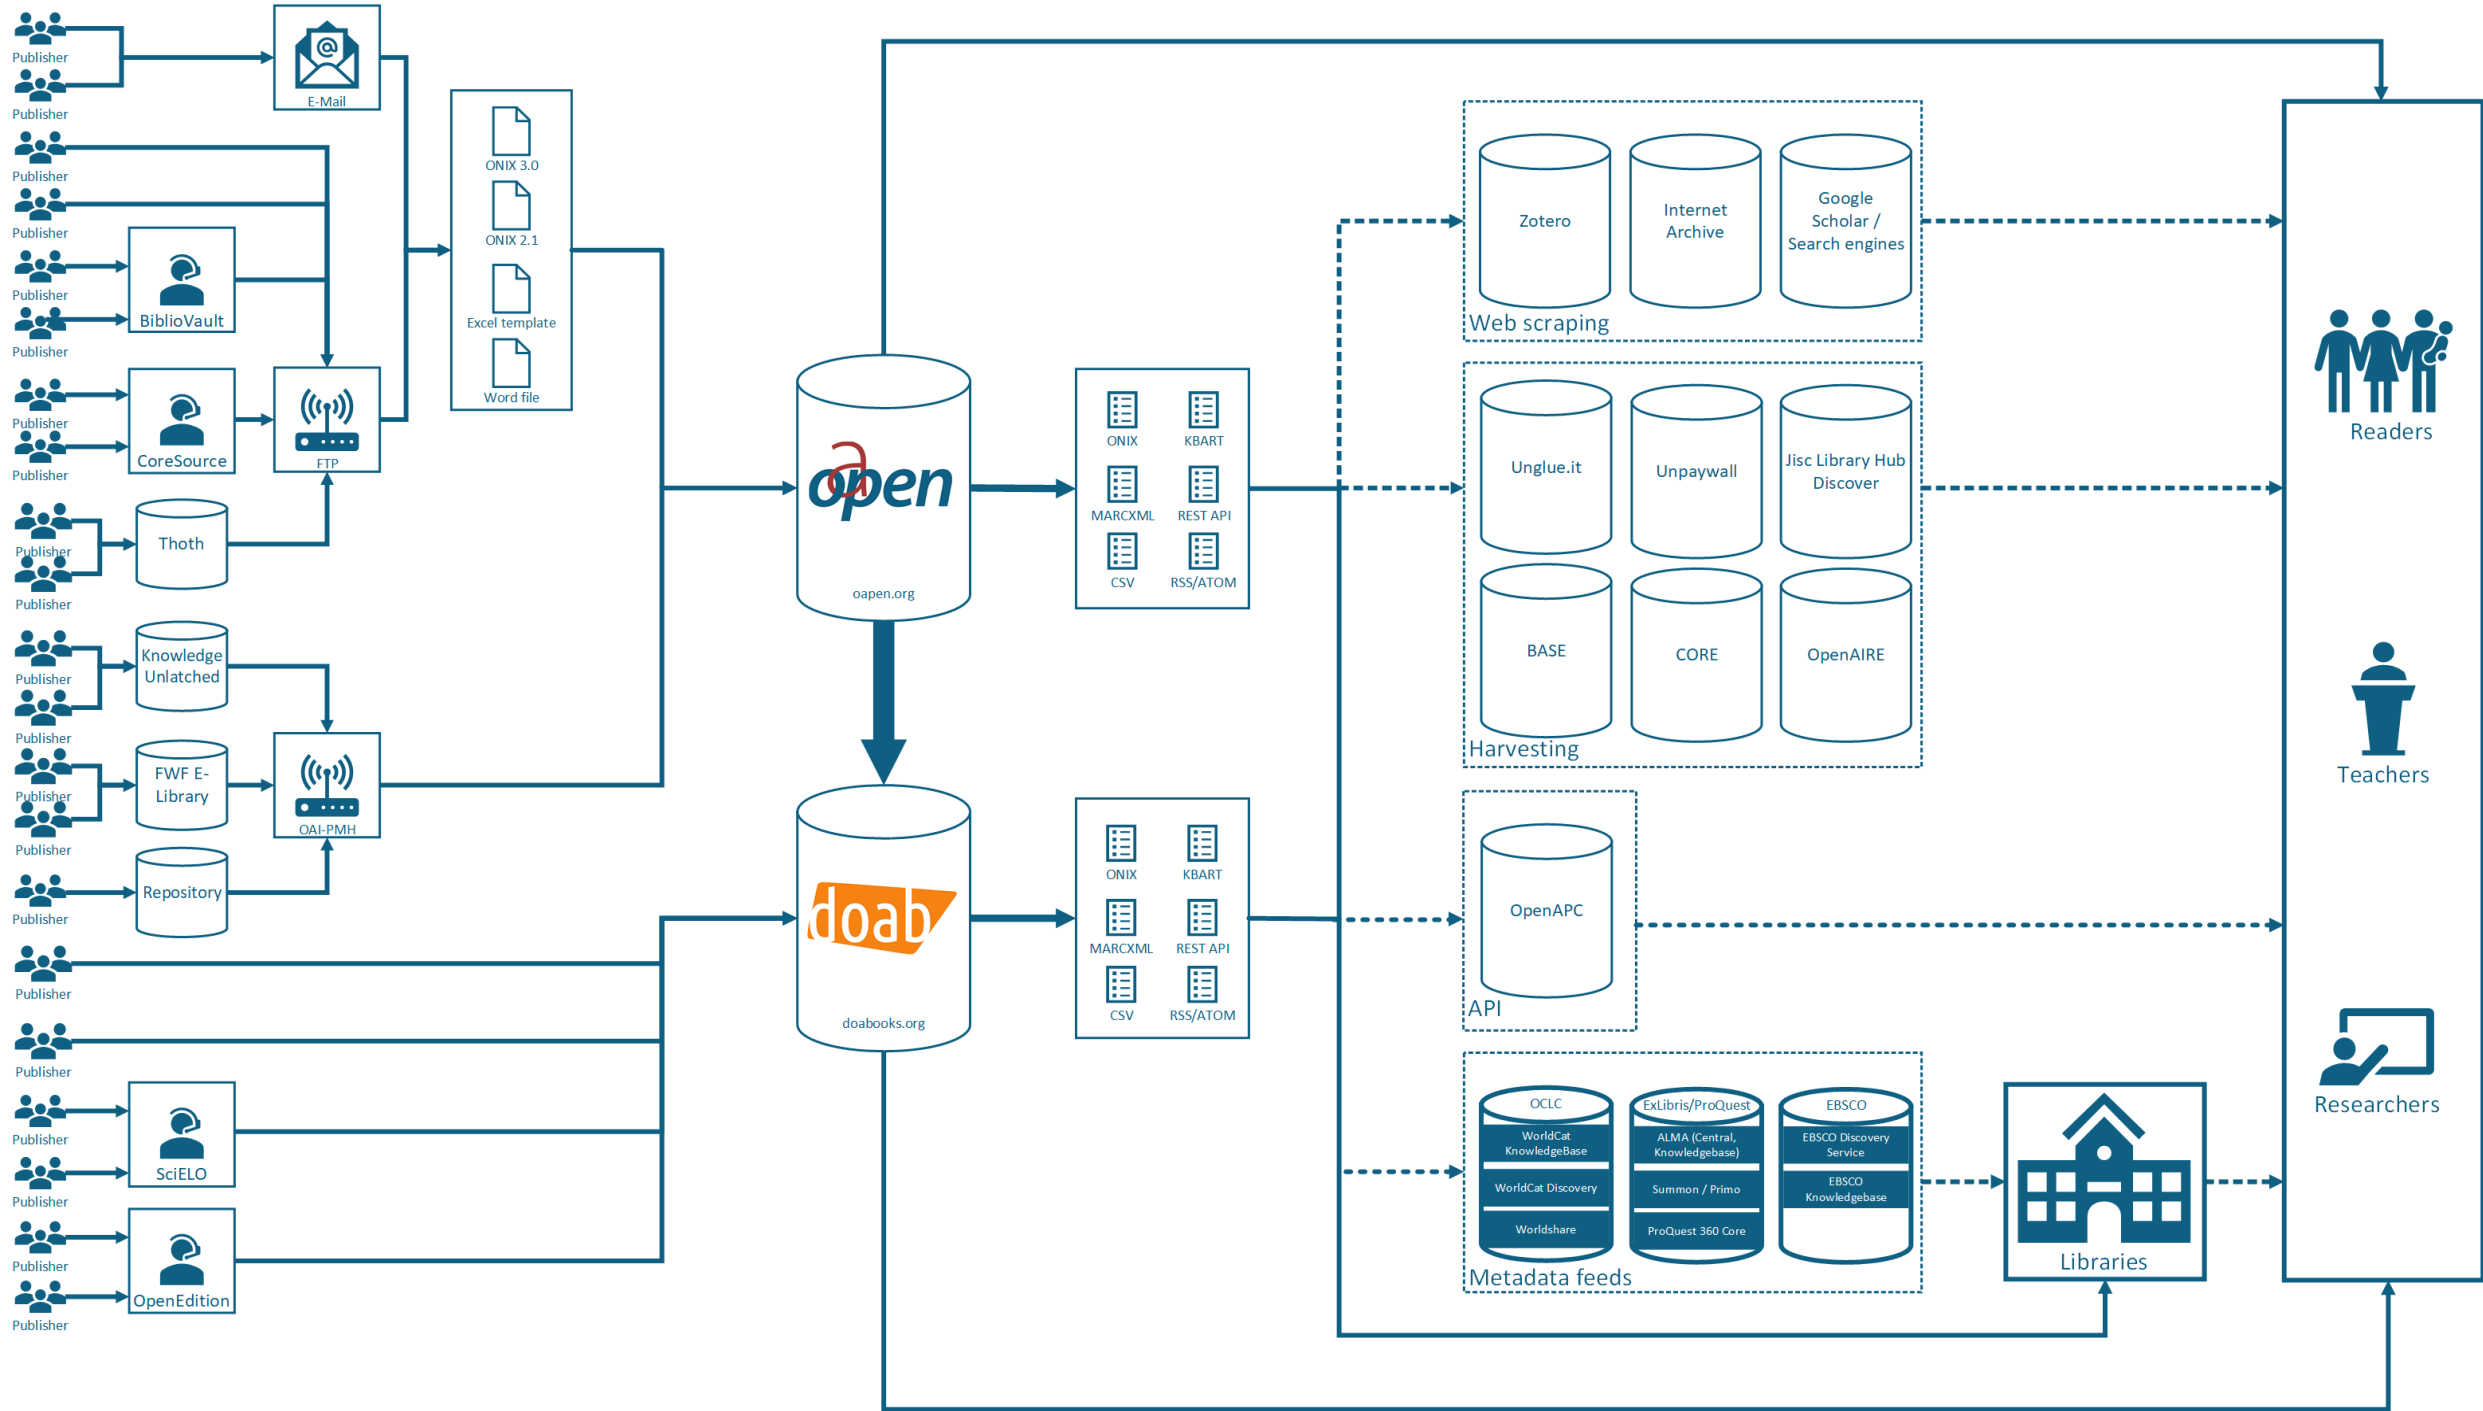 Publisher
Publisher
E-Mail
Publisher
Publisher
Publisher
Publisher
BiblioVault
Publisher
Publisher
CoreSource
FTP
Publisher
Publisher
Thoth
ONIX 3.0
ONIX 2.1
Excel template
Word file
Publisher
Publisher
Knowledge
Unlatched
Publisher
Publisher
FWF E-
Library
OAI-PMH
Publisher
Repository
Publisher
Publisher
Publisher
Publisher
SciELO
Publisher
Publisher
OpenEdition
oapen
oapen.org
doab
doabooks.org
ONIX
KBART
MARCXML
REST API
CSV
RSS/ATOM
ONIX
KBART
MARCXML
REST API
CSV
RSS/ATOM
Zotero
Internet
Archive
Google
Scholar /
Search engines
Web scraping
Unglue.it
Unpaywall
Jisc Library Hub
Discover
BASE
CORE
OpenAIRE
Harvesting
OpenAPC
API
OCLC
WorldCat
KnowledgeBase
WorldCat Discovery
Worldshare
ExLibris/ProQuest
ALMA (Central,
Knowledgebase)
Summon / Primo
ProQuest 360 Core
EBSCO
EBSCO Discovery
Service
EBSCO
Knowledgebase
Metadata feeds
Libraries
Readers
Teachers
Researchers